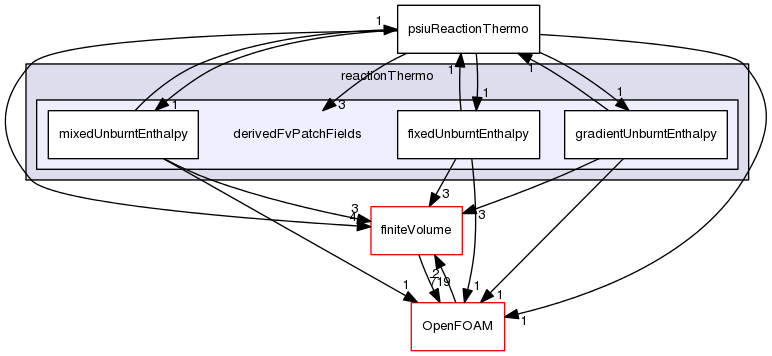 psiuReactionThermo
1
reactionThermo
1
1
1
1
1
3
mixedUnburntEnthalpy
derivedFvPatchFields
fixedUnburntEnthalpy
gradientUnburntEnthalpy
3
3
4
3
finiteVolume
2
719
1
1
1
1
OpenFOAM